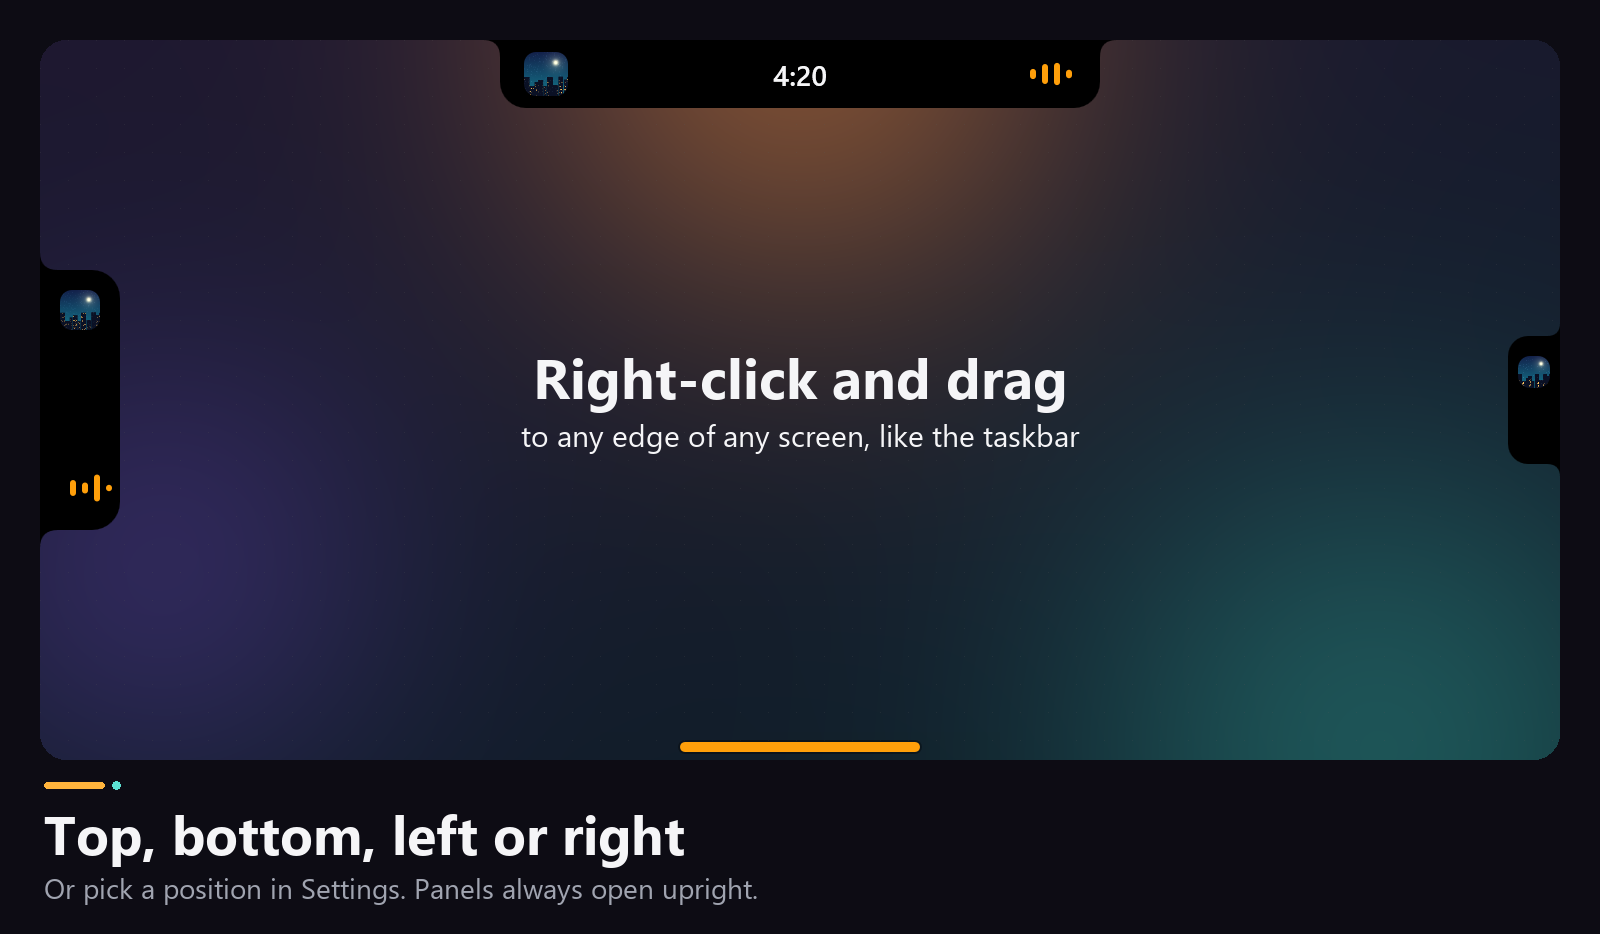 4:20
Right-click and drag
to any edge of any screen, like the taskbar
Top, bottom, left or right
Or pick a position in Settings. Panels always open upright.